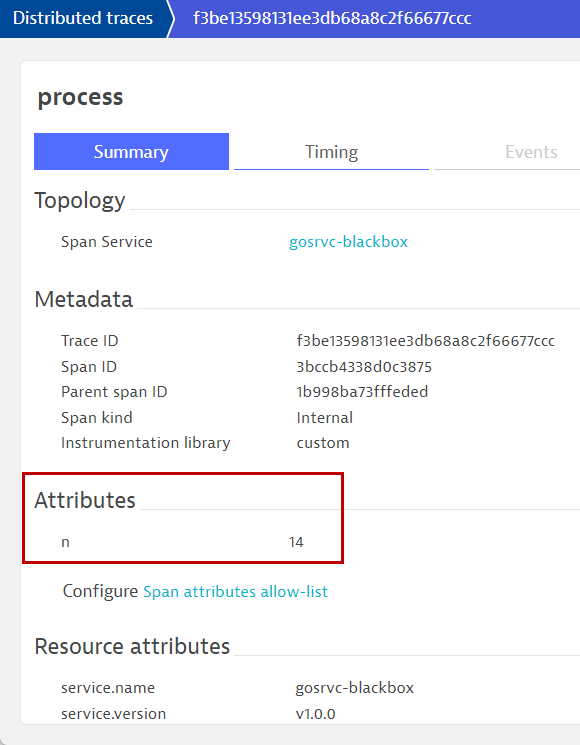 Distributed traces f3be13598131ee3db68a8c2f66677ccc
process
Summary Timing Events
Topology
Span Service gosrvc-blackbox
Metadata
Trace ID f3be13598131ee3db68a8c2f66677ccc
Span ID 3bccb4338d0c3875
Parent span ID 1b998ba73fffeded
Span kind Internal
Instrumentation library custom
Attributes
n 14
Configure Span attributes allow-list
Resource attributes
service.name gosrvc-blackbox
service.version v1.0.0